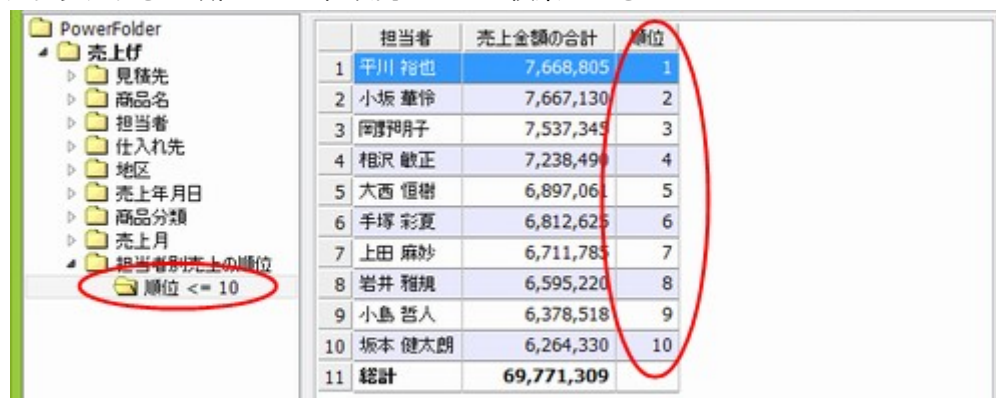 PowerFolder
売上げ
見積先
商品名
担当者
仕入れ先
地区
売上年月日
商品分類
売上月
担当者別売上の順位
順位 <= 10
担当者 売上金額の合計 順位
1 平川 裕也 7,668,805 1
2 小坂 華伶 7,667,130 2
3 岡野明子 7,537,345 3
4 相沢 敏正 7,238,490 4
5 大西 恒樹 6,897,061 5
6 手塚 彩夏 6,812,625 6
7 上田 麻妙 6,711,785 7
8 岩井 雅規 6,595,220 8
9 小島 哲人 6,378,518 9
10 坂本 健太朗 6,264,330 10
11 総計 69,771,309